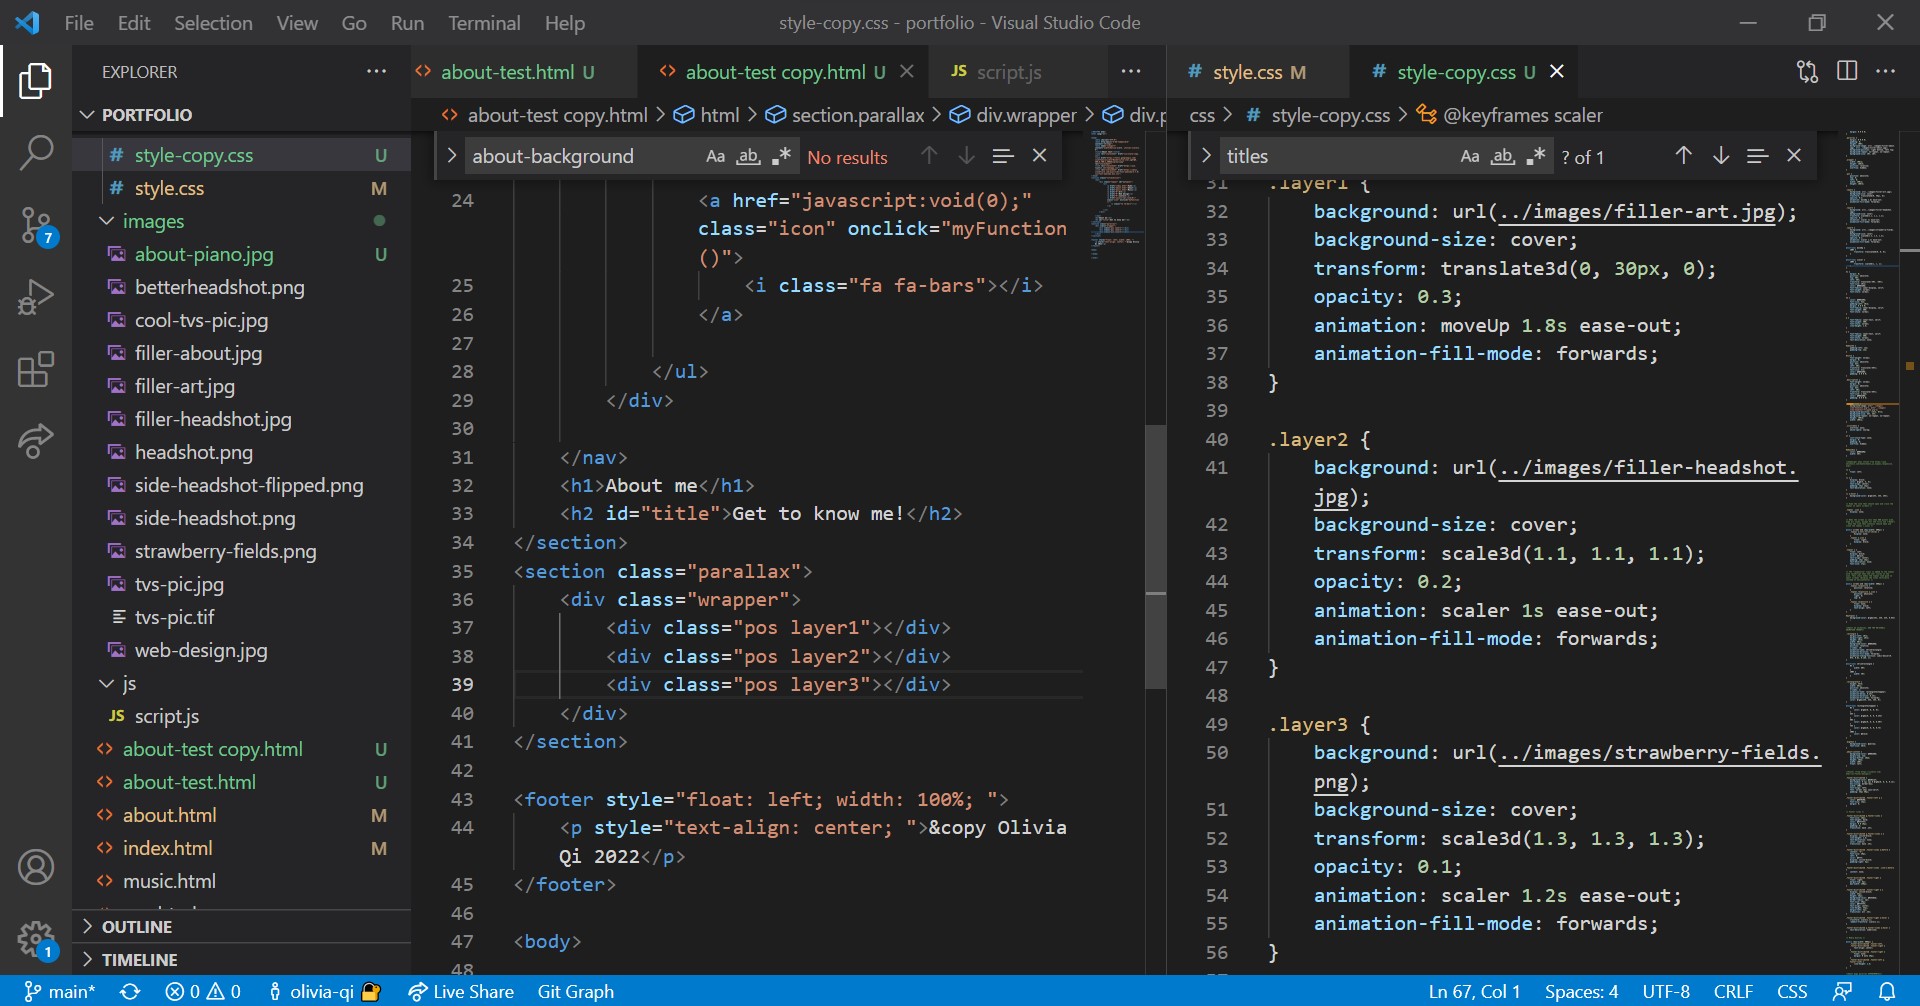 File Edit Selection View Go Run Terminal Help
style-copy.css - portfolio - Visual Studio Code
EXPLORER
PORTFOLIO
# style-copy.css U
# style.css M
images
about-piano.jpg U
betterheadshot.png
cool-tvs-pic.jpg
filler-about.jpg
filler-art.jpg
filler-headshot.jpg
headshot.png
side-headshot-flipped.png
side-headshot.png
strawberry-fields.png
tvs-pic.jpg
tvs-pic.tif
web-design.jpg
js
JS script.js
<> about-test copy.html U
<> about-test.html U
<> about.html M
<> index.html M
<> music.html
OUTLINE
TIMELINE
7
1
<> about-test.html U
<> about-test copy.html U
JS script.js
<> about-test copy.html > html > section.parallax > div.wrapper > div.p
about-background Aa ab .* No results
24 <a href="javascript:void(0);"
class="icon" onclick="myFunction
()">
25 <i class="fa fa-bars"></i>
26 </a>
27
28 </ul>
29 </div>
30
31 </nav>
32 <h1>About me</h1>
33 <h2 id="title">Get to know me!</h2>
34 </section>
35 <section class="parallax">
36 <div class="wrapper">
37 <div class="pos layer1"></div>
38 <div class="pos layer2"></div>
39 <div class="pos layer3"></div>
40 </div>
41 </section>
42
43 <footer style="float: left; width: 100%; ">
44 <p style="text-align: center; ">&copy Olivia
Qi 2022</p>
45 </footer>
46
47 <body>
48
# style.css M
# style-copy.css U
css > # style-copy.css > @keyframes scaler
titles Aa ab .* ? of 1
31 .layer1 {
32 background: url(../images/filler-art.jpg);
33 background-size: cover;
34 transform: translate3d(0, 30px, 0);
35 opacity: 0.3;
36 animation: moveUp 1.8s ease-out;
37 animation-fill-mode: forwards;
38 }
39
40 .layer2 {
41 background: url(../images/filler-headshot.
jpg);
42 background-size: cover;
43 transform: scale3d(1.1, 1.1, 1.1);
44 opacity: 0.2;
45 animation: scaler 1s ease-out;
46 animation-fill-mode: forwards;
47 }
48
49 .layer3 {
50 background: url(../images/strawberry-fields.
png);
51 background-size: cover;
52 transform: scale3d(1.3, 1.3, 1.3);
53 opacity: 0.1;
54 animation: scaler 1.2s ease-out;
55 animation-fill-mode: forwards;
56 }
main* 0 0 olivia-qi Live Share Git Graph
Ln 67, Col 1 Spaces: 4 UTF-8 CRLF CSS